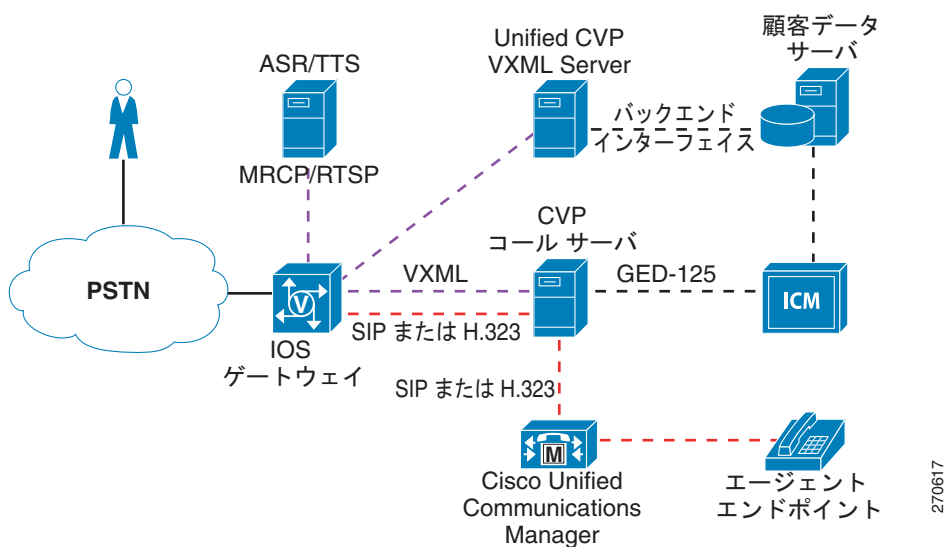 ASR/TTS
MRCP/RTSP
Unified CVP
VXML Server
顧客データ
サーバ
バックエンド
インターフェイス
PSTN
V
IOS
ゲートウェイ
VXML
SIP または H.323
CVP
コール サーバ
GED-125
ICM
SIP または H.323
M
Cisco Unified
Communications
Manager
エージェント
エンドポイント
270617